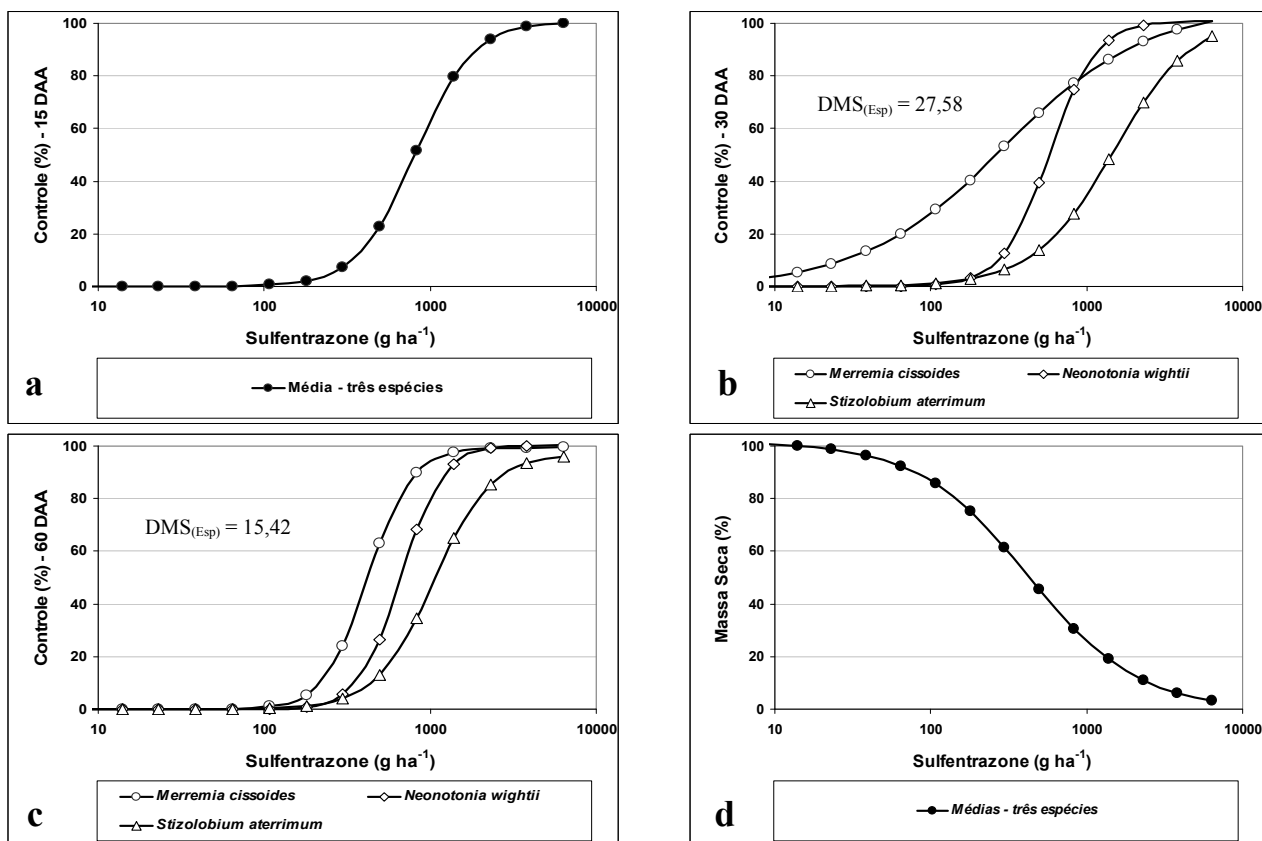 Controle (%) - 15 DAA
100
80
60
40
20
0
10 100 1000 10000
Sulfentrazone (g ha⁻¹)
Média - três espécies
a
Controle (%) - 30 DAA
100
80
60
40
20
0
DMS(Esp) = 27,58
10 100 1000 10000
Sulfentrazone (g ha⁻¹)
Merremia cissoides Neonotonia wightii
Stizolobium aterrimum
b
Controle (%) - 60 DAA
100
80
60
40
20
0
DMS(Esp) = 15,42
10 100 1000 10000
Sulfentrazone (g ha⁻¹)
Merremia cissoides Neonotonia wightii
Stizolobium aterrimum
c
Massa Seca (%)
100
80
60
40
20
0
10 100 1000 10000
Sulfentrazone (g ha⁻¹)
Médias - três espécies
d